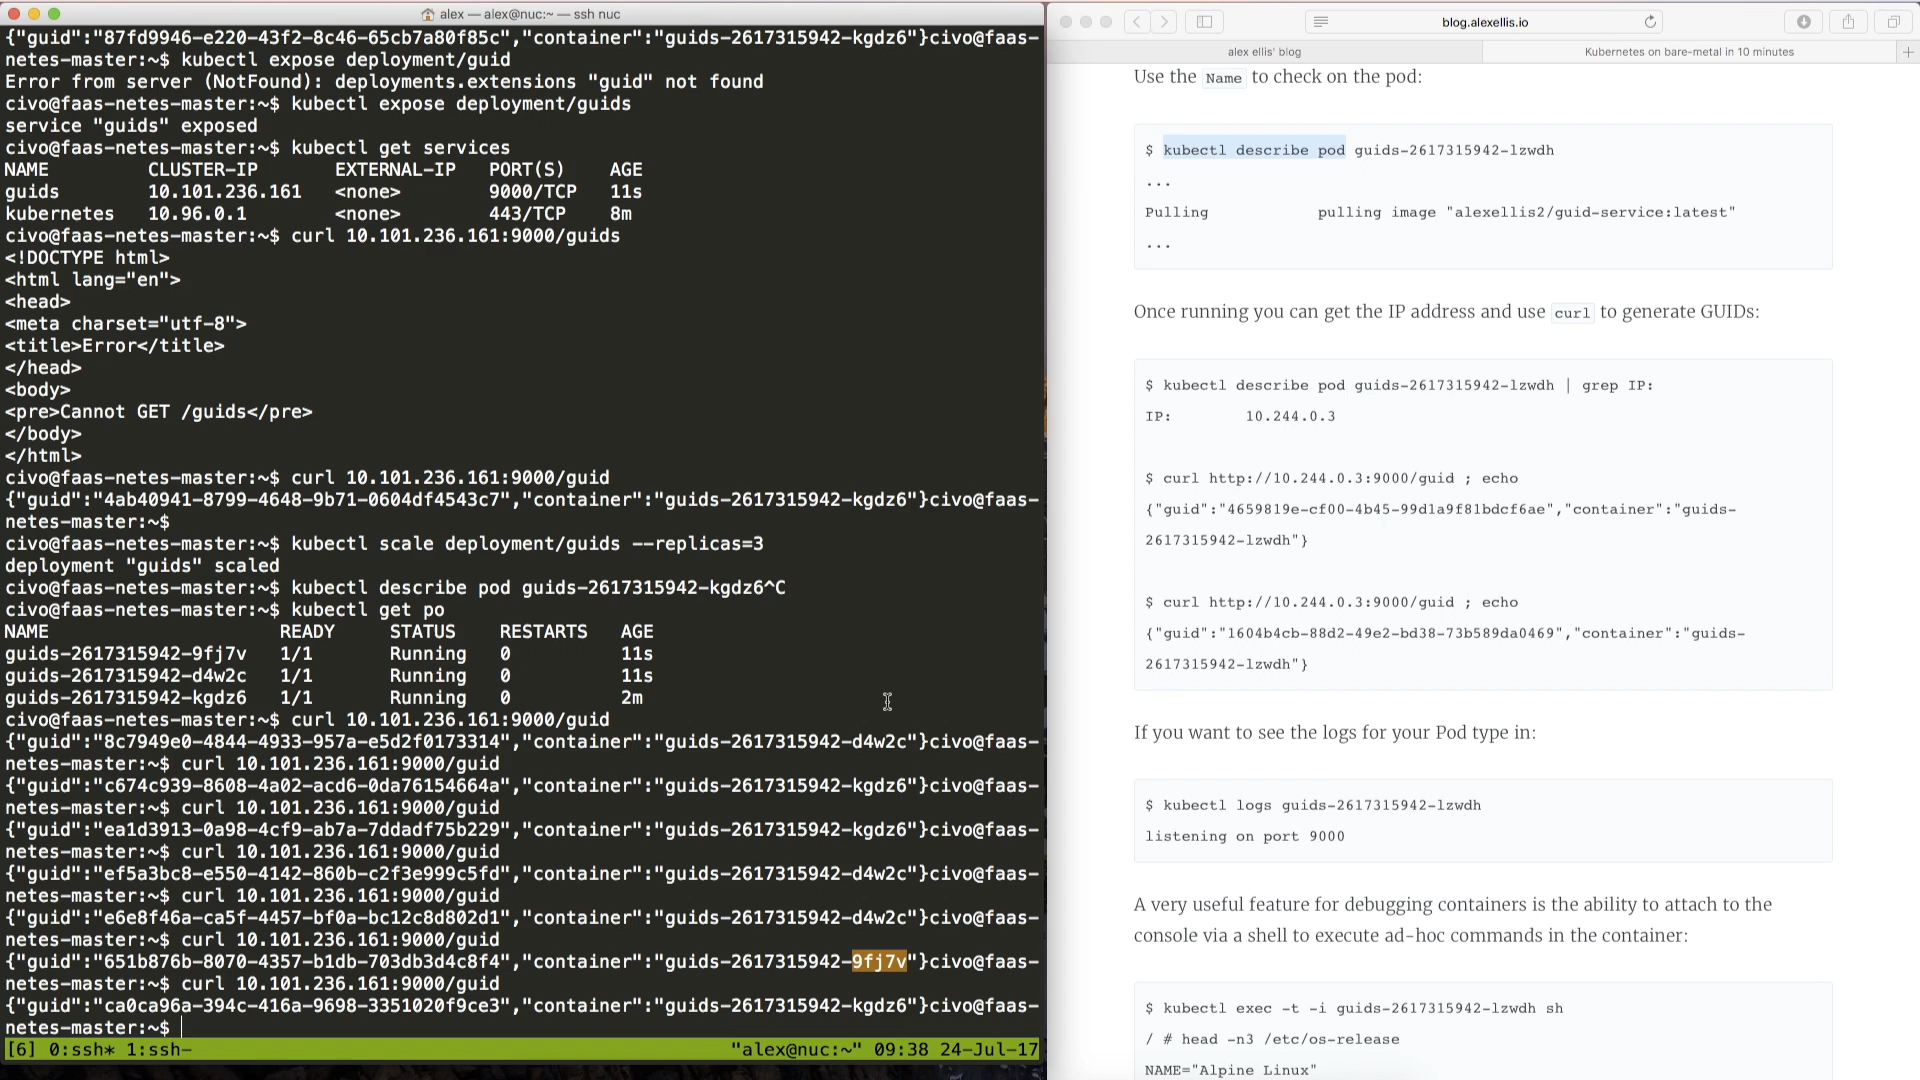 alex — alex@nuc:~ — ssh nuc
{"guid":"87fd9946-e220-43f2-8c46-65cb7a80f85c","container":"guids-2617315942-kgdz6"}civo@faas-
netes-master:~$ kubectl expose deployment/guid
Error from server (NotFound): deployments.extensions "guid" not found
civo@faas-netes-master:~$ kubectl expose deployment/guids
service "guids" exposed
civo@faas-netes-master:~$ kubectl get services
NAME CLUSTER-IP EXTERNAL-IP PORT(S) AGE
guids 10.101.236.161 <none> 9000/TCP 11s
kubernetes 10.96.0.1 <none> 443/TCP 8m
civo@faas-netes-master:~$ curl 10.101.236.161:9000/guids
<!DOCTYPE html>
<html lang="en">
<head>
<meta charset="utf-8">
<title>Error</title>
</head>
<body>
<pre>Cannot GET /guids</pre>
</body>
</html>
civo@faas-netes-master:~$ curl 10.101.236.161:9000/guid
{"guid":"4ab40941-8799-4648-9b71-0604df4543c7","container":"guids-2617315942-kgdz6"}civo@faas-
netes-master:~$
civo@faas-netes-master:~$ kubectl scale deployment/guids --replicas=3
deployment "guids" scaled
civo@faas-netes-master:~$ kubectl describe pod guids-2617315942-kgdz6^C
civo@faas-netes-master:~$ kubectl get po
NAME READY STATUS RESTARTS AGE
guids-2617315942-9fj7v 1/1 Running 0 11s
guids-2617315942-d4w2c 1/1 Running 0 11s
guids-2617315942-kgdz6 1/1 Running 0 2m
civo@faas-netes-master:~$ curl 10.101.236.161:9000/guid
{"guid":"8c7949e0-4844-4933-957a-e5d2f0173314","container":"guids-2617315942-d4w2c"}civo@faas-
netes-master:~$ curl 10.101.236.161:9000/guid
{"guid":"c674c939-8608-4a02-acd6-0da76154664a","container":"guids-2617315942-kgdz6"}civo@faas-
netes-master:~$ curl 10.101.236.161:9000/guid
{"guid":"ea1d3913-0a98-4cf9-ab7a-7ddadf75b229","container":"guids-2617315942-kgdz6"}civo@faas-
netes-master:~$ curl 10.101.236.161:9000/guid
{"guid":"ef5a3bc8-e550-4142-860b-c2f3e999c5fd","container":"guids-2617315942-d4w2c"}civo@faas-
netes-master:~$ curl 10.101.236.161:9000/guid
{"guid":"e6e8f46a-ca5f-4457-bf0a-bc12c8d802d1","container":"guids-2617315942-d4w2c"}civo@faas-
netes-master:~$ curl 10.101.236.161:9000/guid
{"guid":"651b876b-8070-4357-b1db-703db3d4c8f4","container":"guids-2617315942-9fj7v"}civo@faas-
netes-master:~$ curl 10.101.236.161:9000/guid
{"guid":"ca0ca96a-394c-416a-9698-3351020f9ce3","container":"guids-2617315942-kgdz6"}civo@faas-
netes-master:~$
[6] 0:ssh* 1:ssh- "alex@nuc:~" 09:38 24-Jul-17
blog.alexellis.io
alex ellis' blog
Kubernetes on bare-metal in 10 minutes
Use the Name to check on the pod:
$ kubectl describe pod guids-2617315942-lzwdh
...
Pulling pulling image "alexellis2/guid-service:latest"
...
Once running you can get the IP address and use curl to generate GUIDs:
$ kubectl describe pod guids-2617315942-lzwdh | grep IP:
IP: 10.244.0.3
$ curl http://10.244.0.3:9000/guid ; echo
{"guid":"4659819e-cf00-4b45-99d1a9f81bdcf6ae","container":"guids-
2617315942-lzwdh"}
$ curl http://10.244.0.3:9000/guid ; echo
{"guid":"1604b4cb-88d2-49e2-bd38-73b589da0469","container":"guids-
2617315942-lzwdh"}
If you want to see the logs for your Pod type in:
$ kubectl logs guids-2617315942-lzwdh
listening on port 9000
A very useful feature for debugging containers is the ability to attach to the
console via a shell to execute ad-hoc commands in the container:
$ kubectl exec -t -i guids-2617315942-lzwdh sh
/ # head -n3 /etc/os-release
NAME="Alpine Linux"